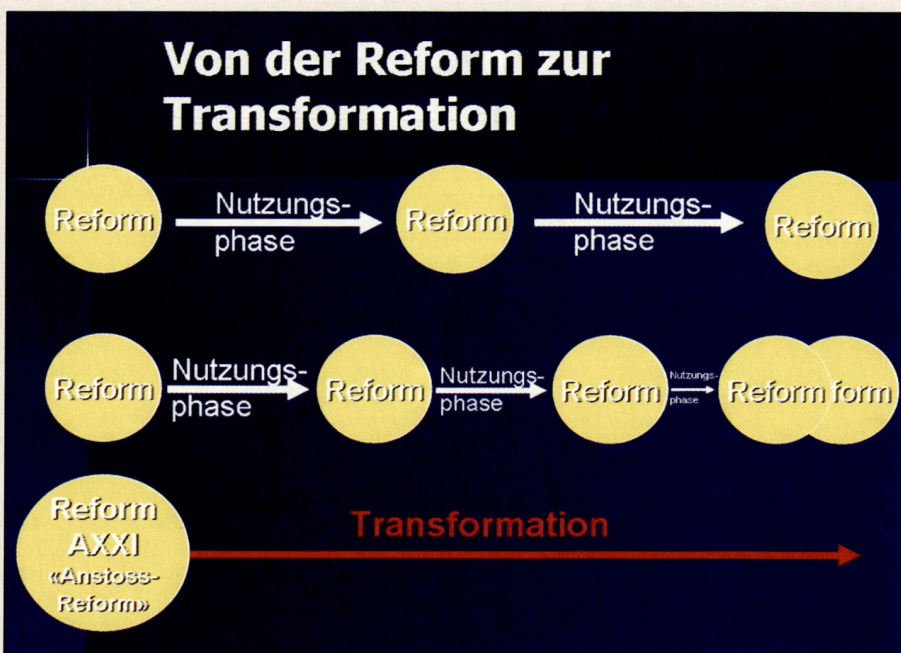 Von der Reform zur
Transformation
Reform
Nutzungs-
phase
Reform
Nutzungs-
phase
Reform
Reform
Nutzungs-
phase
Reform
Nutzungs-
phase
Reform
Nutzungs-
phase
Reform
form
Reform
AXXI
«Anstoss-
Reform»
Transformation